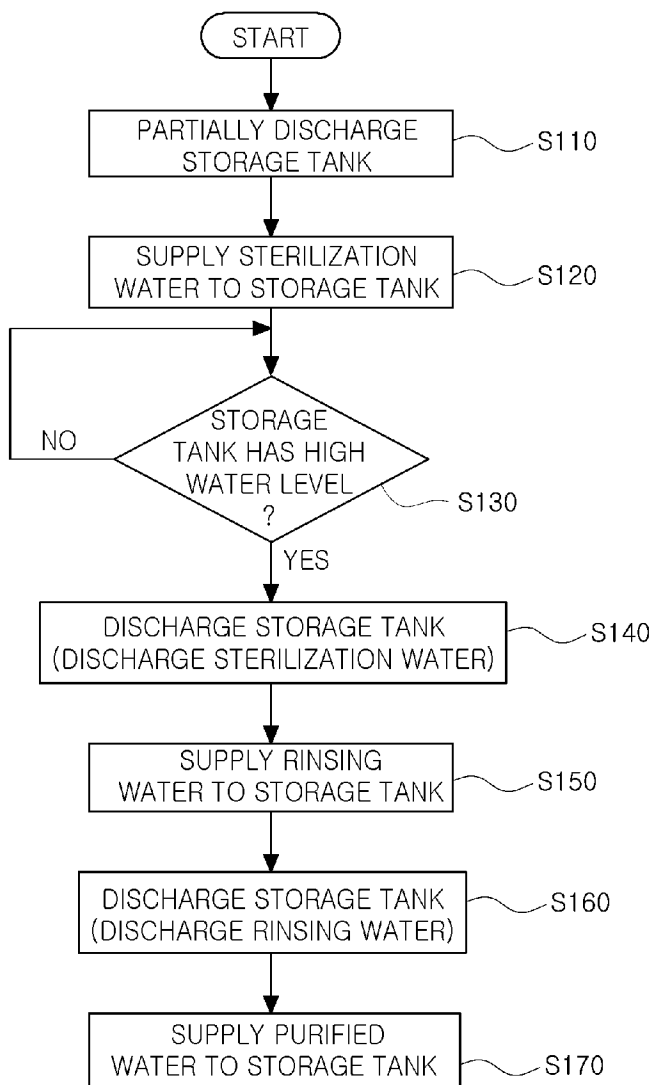 START
PARTIALLY DISCHARGE
STORAGE TANK
S110
SUPPLY STERILIZATION
WATER TO STORAGE TANK
S120
STORAGE
TANK HAS HIGH
WATER LEVEL
?
NO
S130
YES
DISCHARGE STORAGE TANK
(DISCHARGE STERILIZATION WATER)
S140
SUPPLY RINSING
WATER TO STORAGE TANK
S150
DISCHARGE STORAGE TANK
(DISCHARGE RINSING WATER)
S160
SUPPLY PURIFIED
WATER TO STORAGE TANK
S170